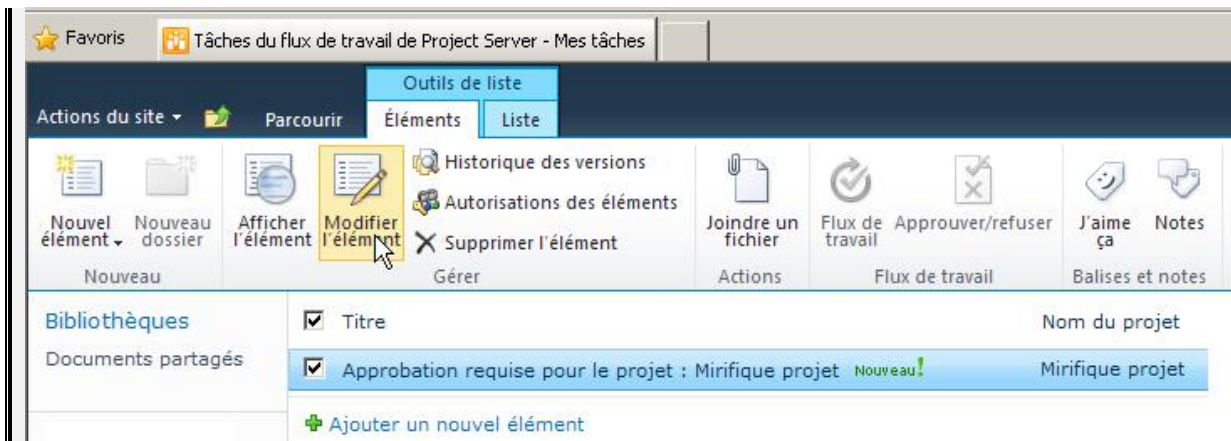 Favoris
Tâches du flux de travail de Project Server - Mes tâches
Outils de liste
Actions du site
Parcourir
Éléments
Liste
Nouvel élément
Nouveau dossier
Afficher l'élément
Modifier l'élément
Historique des versions
Autorisations des éléments
Supprimer l'élément
Joindre un fichier
Flux de travail
Approuver/refuser
J'aime ça
Notes
Nouveau
Gérer
Actions
Flux de travail
Balises et notes
Bibliothèques
Documents partagés
Titre
Nom du projet
Approbation requise pour le projet : Mirifique projet Nouveau!
Mirifique projet
Ajouter un nouvel élément